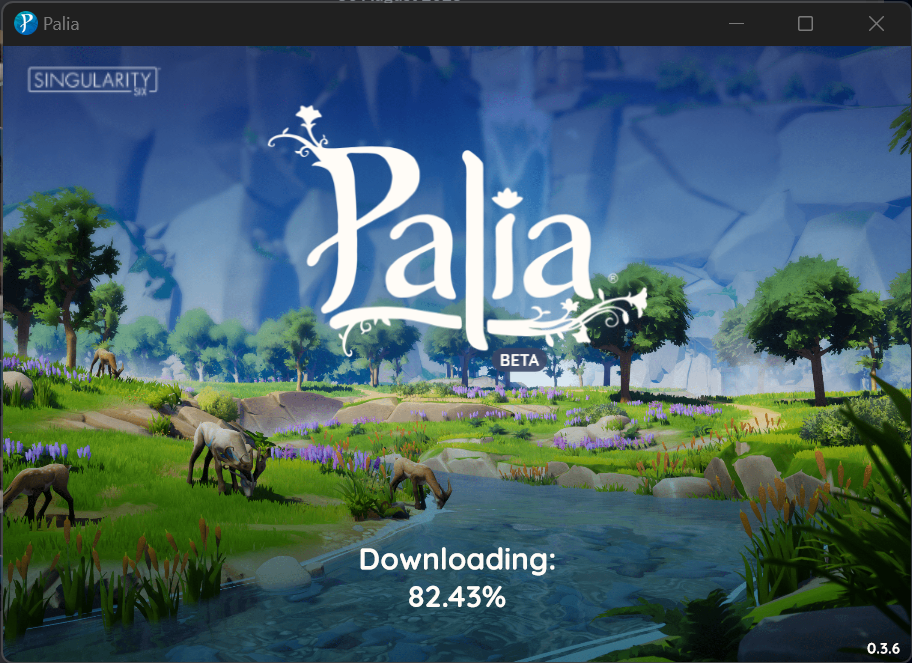 Palia
SINGULARITY
SIX
Palia®
BETA
Downloading:
82.43%
0.3.6